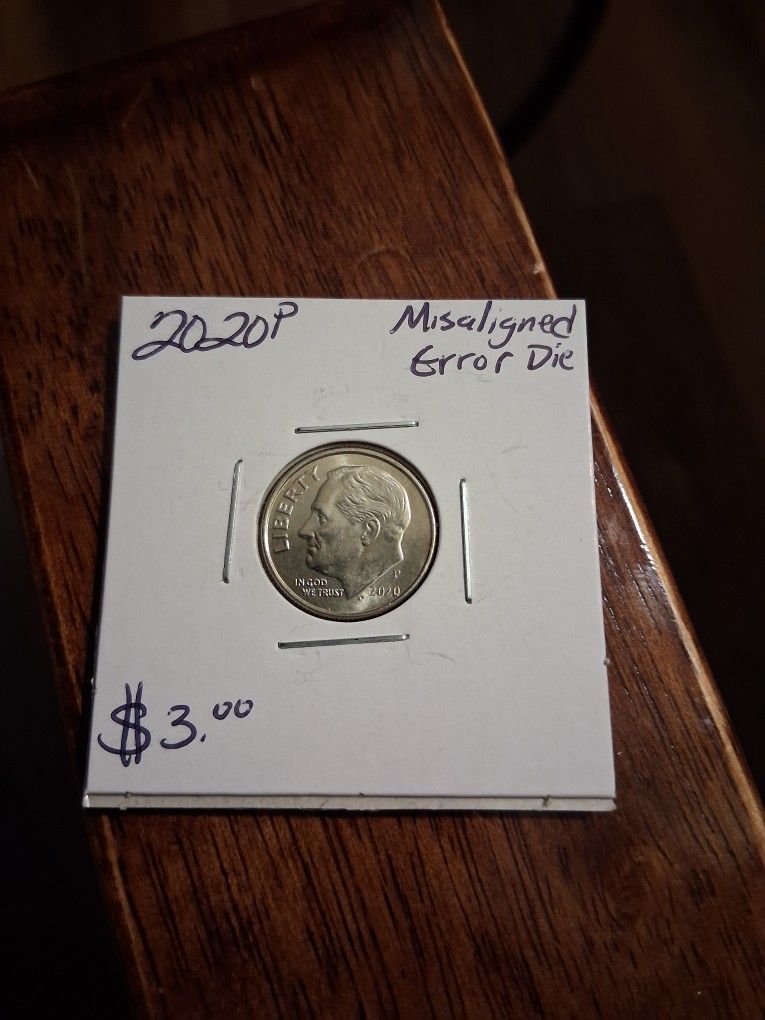 2020P
Misaligned
Error Die
LIBERTY
IN GOD
WE TRUST
P
2020
$3.00